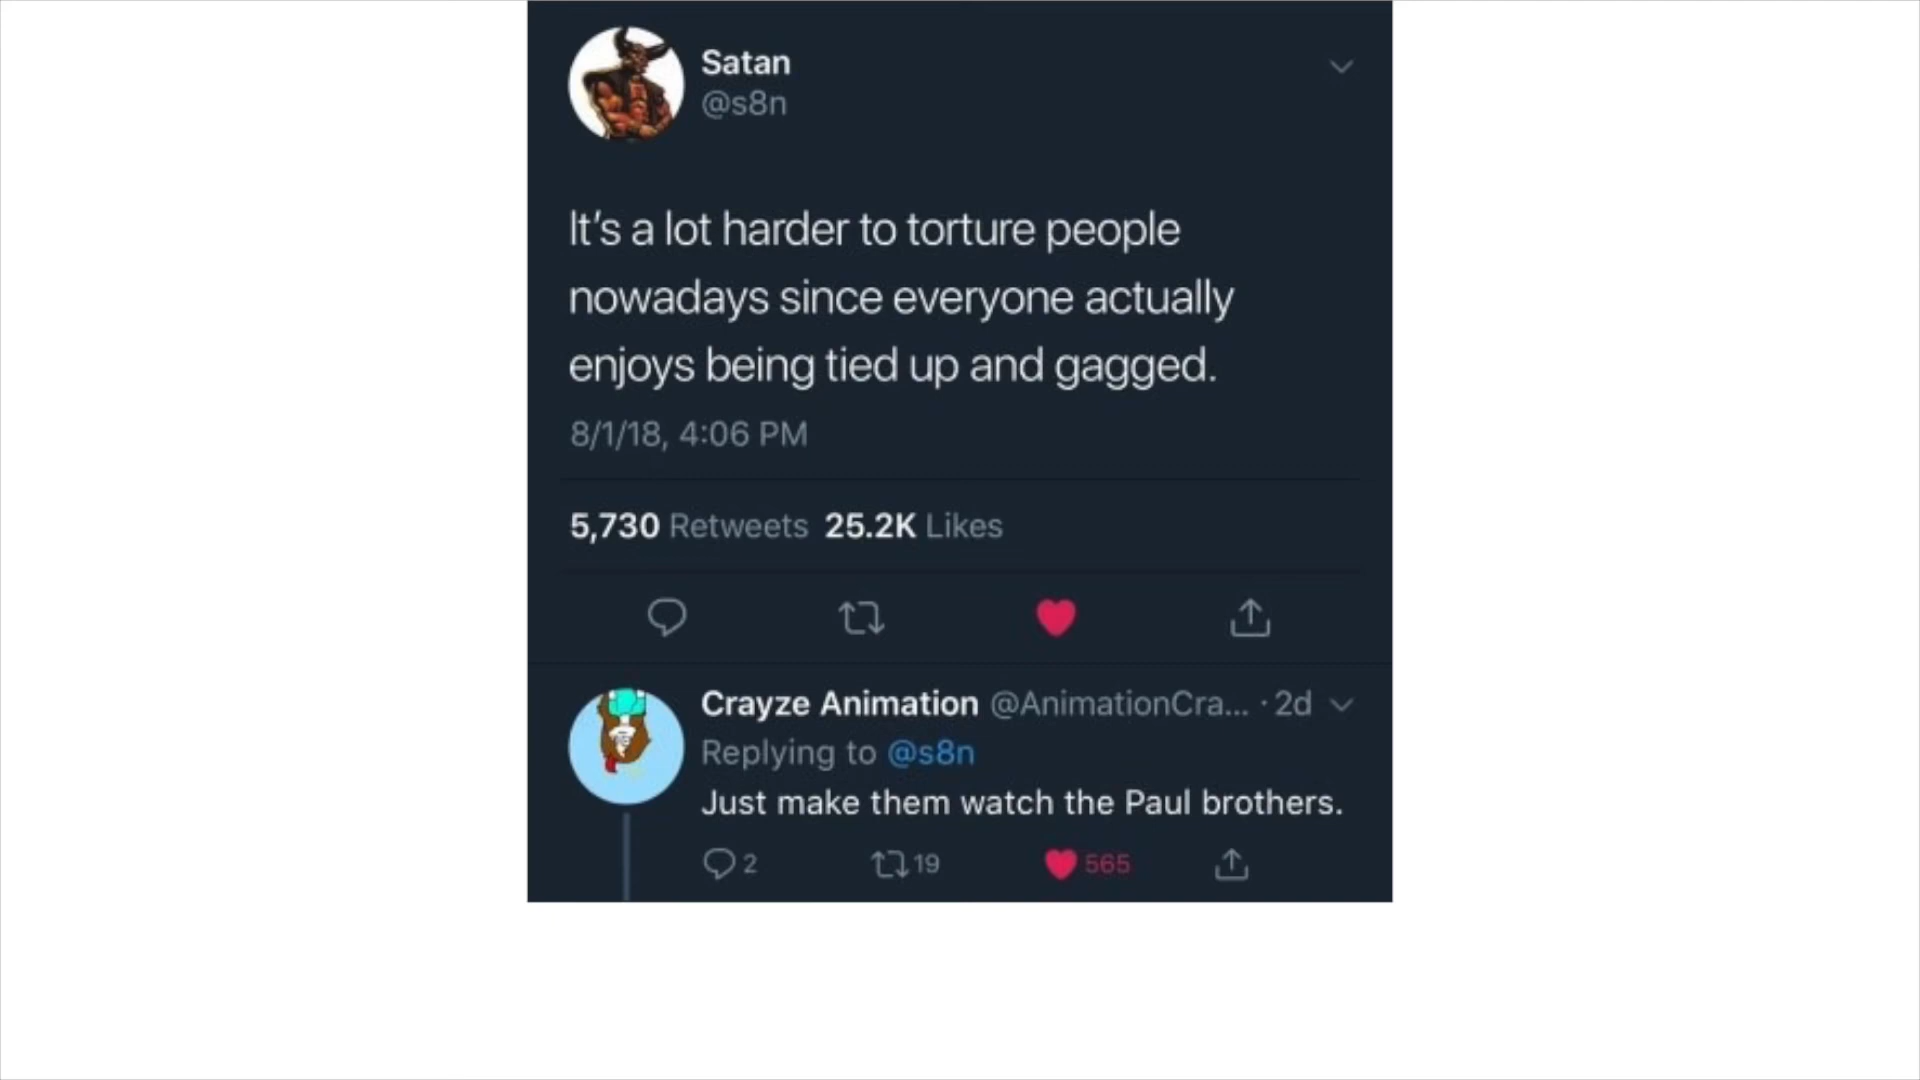 Satan
@s8n
It's a lot harder to torture people
nowadays since everyone actually
enjoys being tied up and gagged.
8/1/18, 4:06 PM
5,730 Retweets 25.2K Likes
Crayze Animation @AnimationCra... · 2d
Replying to @s8n
Just make them watch the Paul brothers.
2 19 565